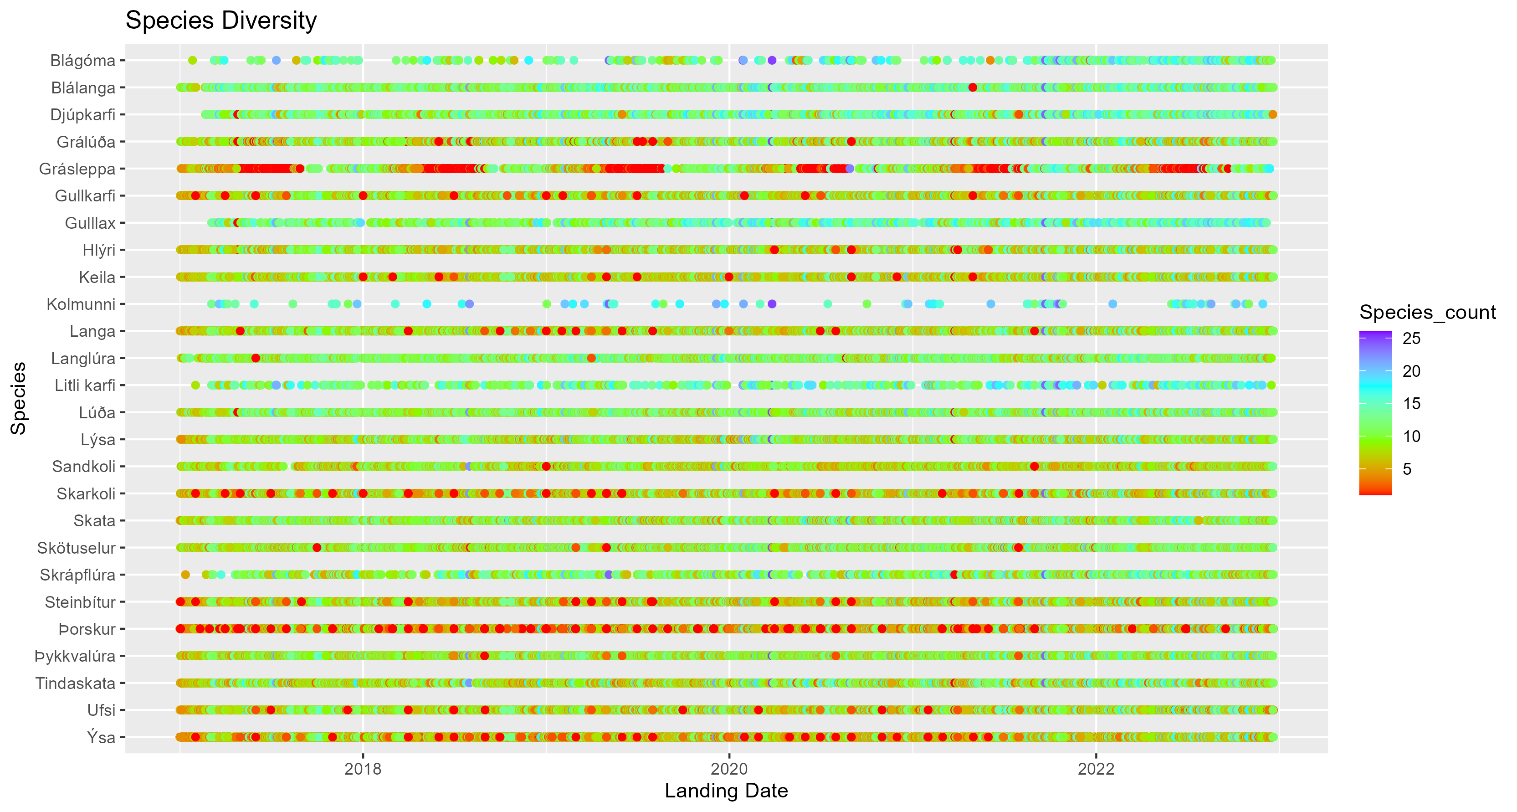 Species Diversity
Blágóma
Blálanga
Djúpkarfi
Grálúða
Grásleppa
Gullkarfi
Gulllax
Hlýri
Keila
Kolmunni
Langa
Langlúra
Litli karfi
Lúða
Lýsa
Sandkoli
Skarkoli
Skata
Skötuselur
Skrápflúra
Steinbítur
Þorskur
Þykkvalúra
Tindaskata
Ufsi
Ýsa
Species
2018
2020
2022
Landing Date
Species_count
25
20
15
10
5